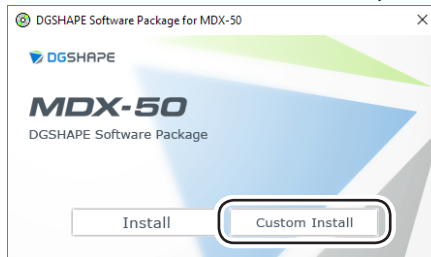 DGSHAPE Software Package for MDX-50
DGSHAPE
MDX-50
DGSHAPE Software Package
Install
Custom Install